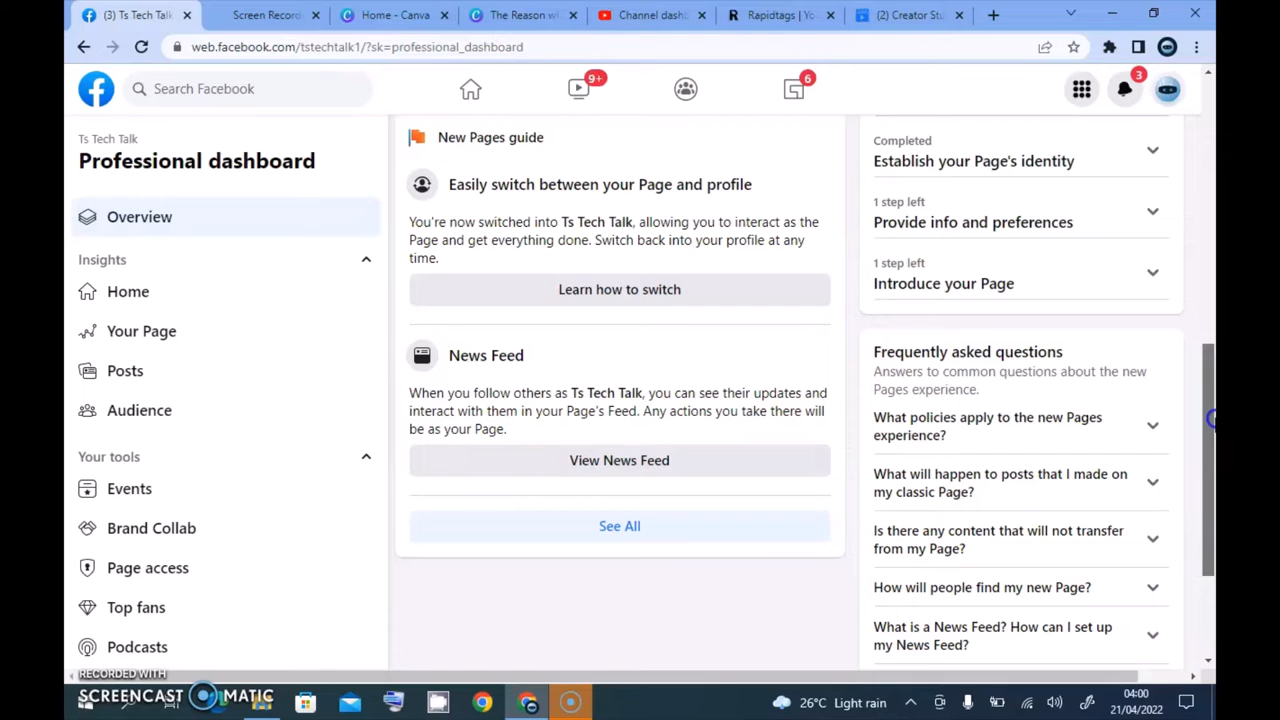 (3) Ts Tech Talk
Screen Record
Home - Canva
The Reason w
Channel dash
Rapidtags | Yo
(2) Creator Stu
web.facebook.com/tstechtalk1/?sk=professional_dashboard
Search Facebook
9+
6
3
Ts Tech Talk
Professional dashboard
Overview
Insights
Home
Your Page
Posts
Audience
Your tools
Events
Brand Collab
Page access
Top fans
Podcasts
New Pages guide
Easily switch between your Page and profile
You're now switched into Ts Tech Talk, allowing you to interact as the
Page and get everything done. Switch back into your profile at any
time.
Learn how to switch
News Feed
When you follow others as Ts Tech Talk, you can see their updates and
interact with them in your Page's Feed. Any actions you take there will
be as your Page.
View News Feed
See All
Completed
Establish your Page's identity
1 step left
Provide info and preferences
1 step left
Introduce your Page
Frequently asked questions
Answers to common questions about the new
Pages experience.
What policies apply to the new Pages
experience?
What will happen to posts that I made on
my classic Page?
Is there any content that will not transfer
from my Page?
How will people find my new Page?
What is a News Feed? How can I set up
my News Feed?
RECORDED WITH
SCREENCAST MATIC
26°C Light rain
04:00
21/04/2022